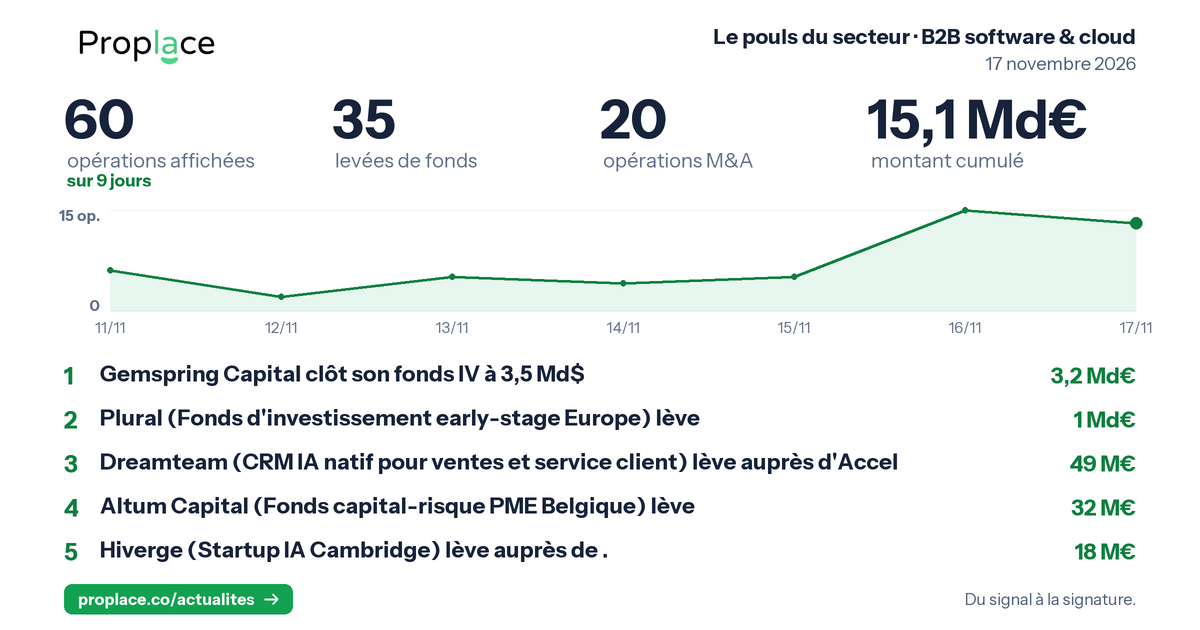 Proplace
Le pouls du secteur · B2B software & cloud
17 novembre 2026
60
opérations affichées
sur 9 jours
35
levées de fonds
20
opérations M&A
15,1 Md€
montant cumulé
15 op.
0
11/11 12/11 13/11 14/11 15/11 16/11 17/11
1 Gemspring Capital clôt son fonds IV à 3,5 Md$ 3,2 Md€
2 Plural (Fonds d'investissement early-stage Europe) lève 1 Md€
3 Dreamteam (CRM IA natif pour ventes et service client) lève auprès d'Accel 49 M€
4 Altum Capital (Fonds capital-risque PME Belgique) lève 32 M€
5 Hiverge (Startup IA Cambridge) lève auprès de . 18 M€
proplace.co/actualites →
Du signal à la signature.